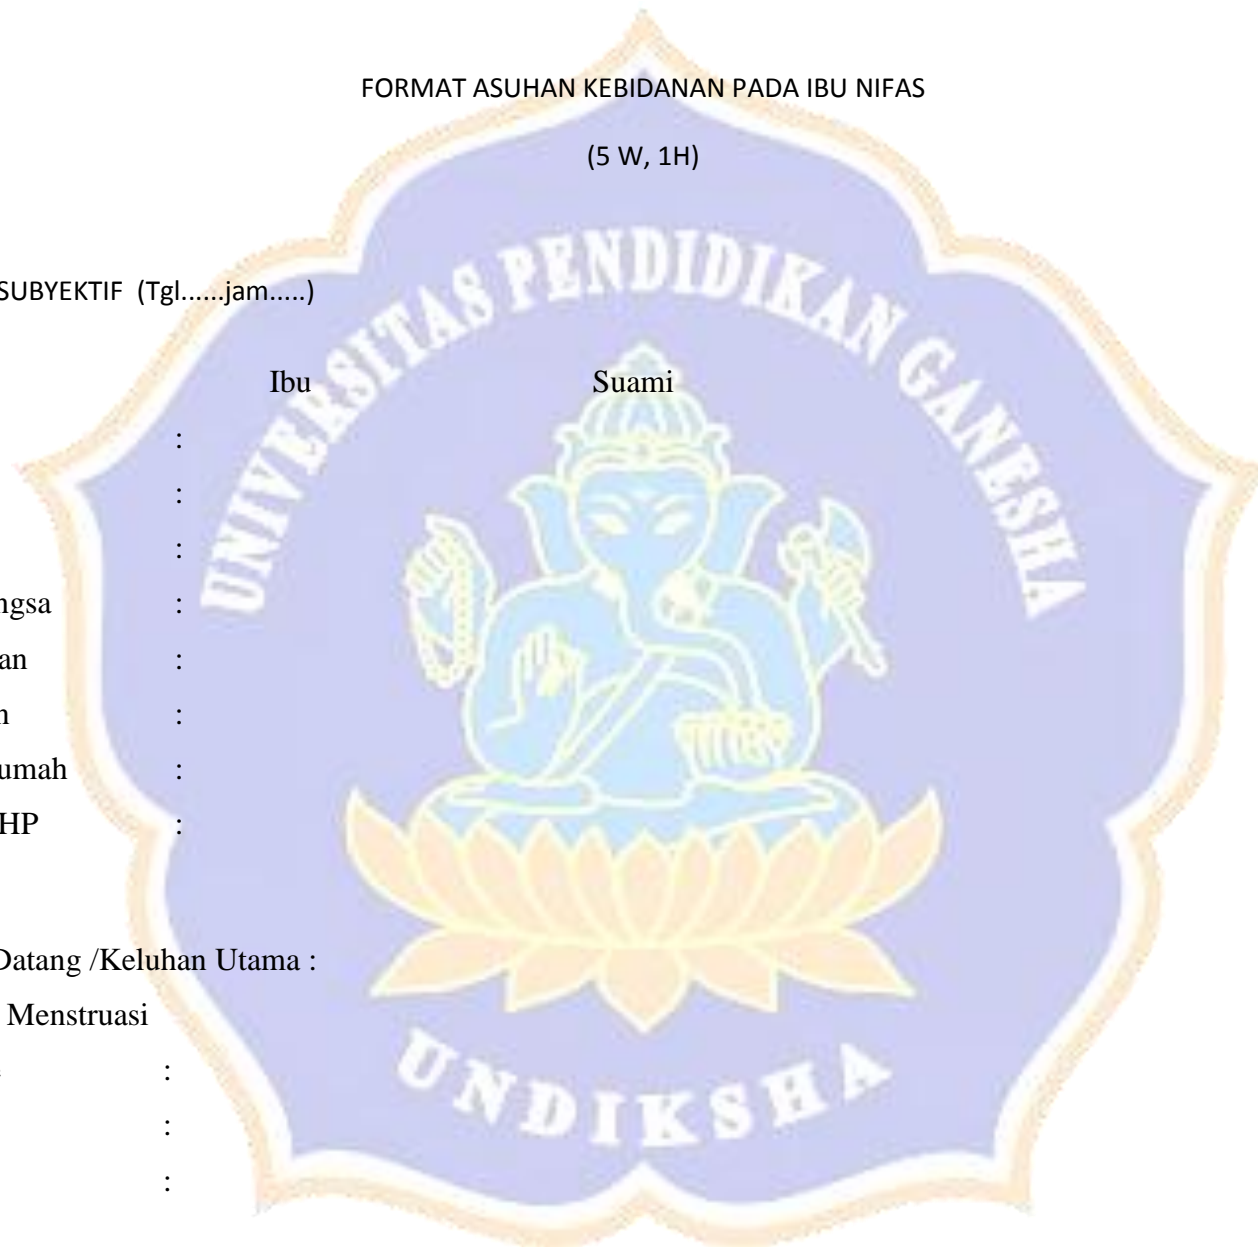 FORMAT ASUHAN KEBIDANAN PADA IBU NIFAS
(5 W, 1H)
SUBYEKTIF (Tgl......jam.....)
UNIVERSITAS PENDIDIKAN GANESHA
Ibu Suami
:
:
:
ngsa :
an :
n :
umah :
HP :
Datang /Keluhan Utama :
Menstruasi
:
:
:
UNDIKSHA